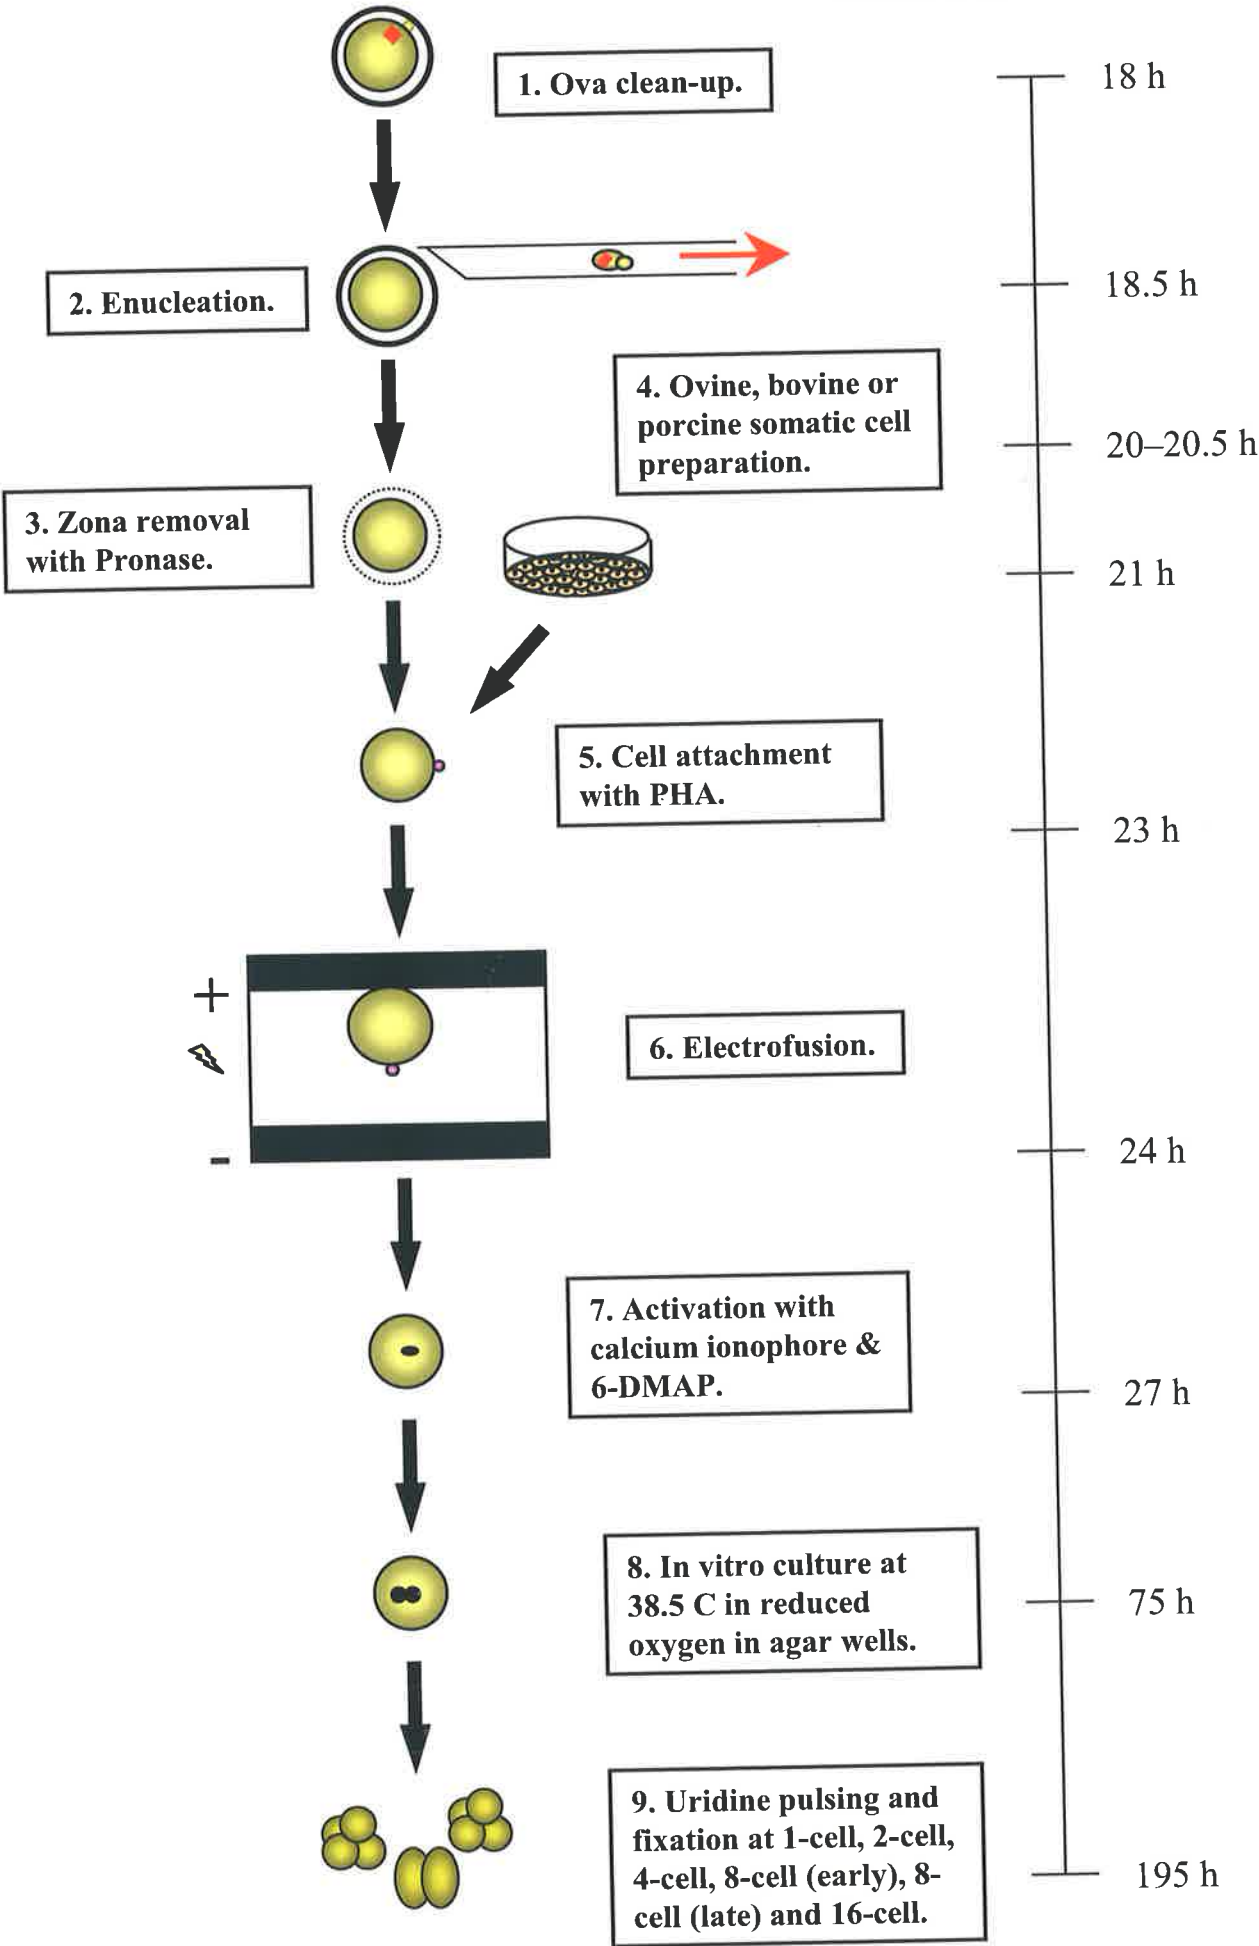 1. Ova clean-up.
18 h
2. Enucleation.
18.5 h
4. Ovine, bovine or
porcine somatic cell
preparation.
20–20.5 h
3. Zona removal
with Pronase.
21 h
5. Cell attachment
with PHA.
23 h
+
-
6. Electrofusion.
24 h
7. Activation with
calcium ionophore &
6-DMAP.
27 h
8. In vitro culture at
38.5 C in reduced
oxygen in agar wells.
75 h
9. Uridine pulsing and
fixation at 1-cell, 2-cell,
4-cell, 8-cell (early), 8-
cell (late) and 16-cell.
195 h